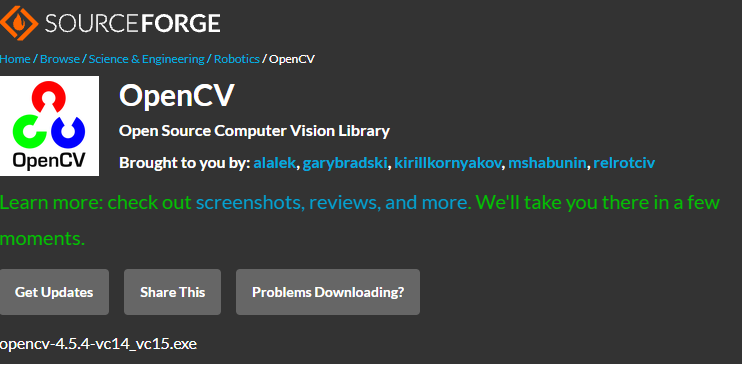 SOURCEFORGE
Home / Browse / Science & Engineering / Robotics / OpenCV
OpenCV
OpenCV
Open Source Computer Vision Library
Brought to you by: alalek, garybradski, kirillkornyakov, mshabunin, relrotciv
Learn more: check out screenshots, reviews, and more. We'll take you there in a few
moments.
Get Updates Share This Problems Downloading?
opencv-4.5.4-vc14_vc15.exe